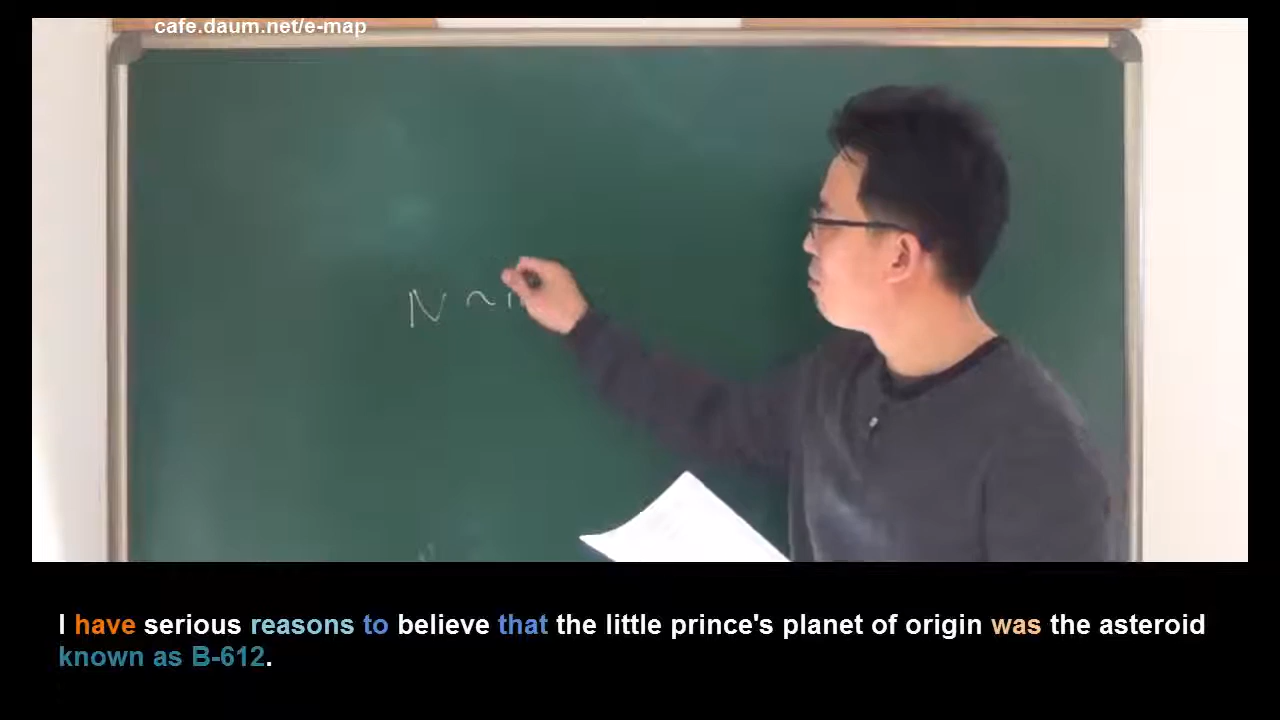 cafe.daum.net/e-map
N ~
I have serious reasons to believe that the little prince's planet of origin was the asteroid
known as B-612.